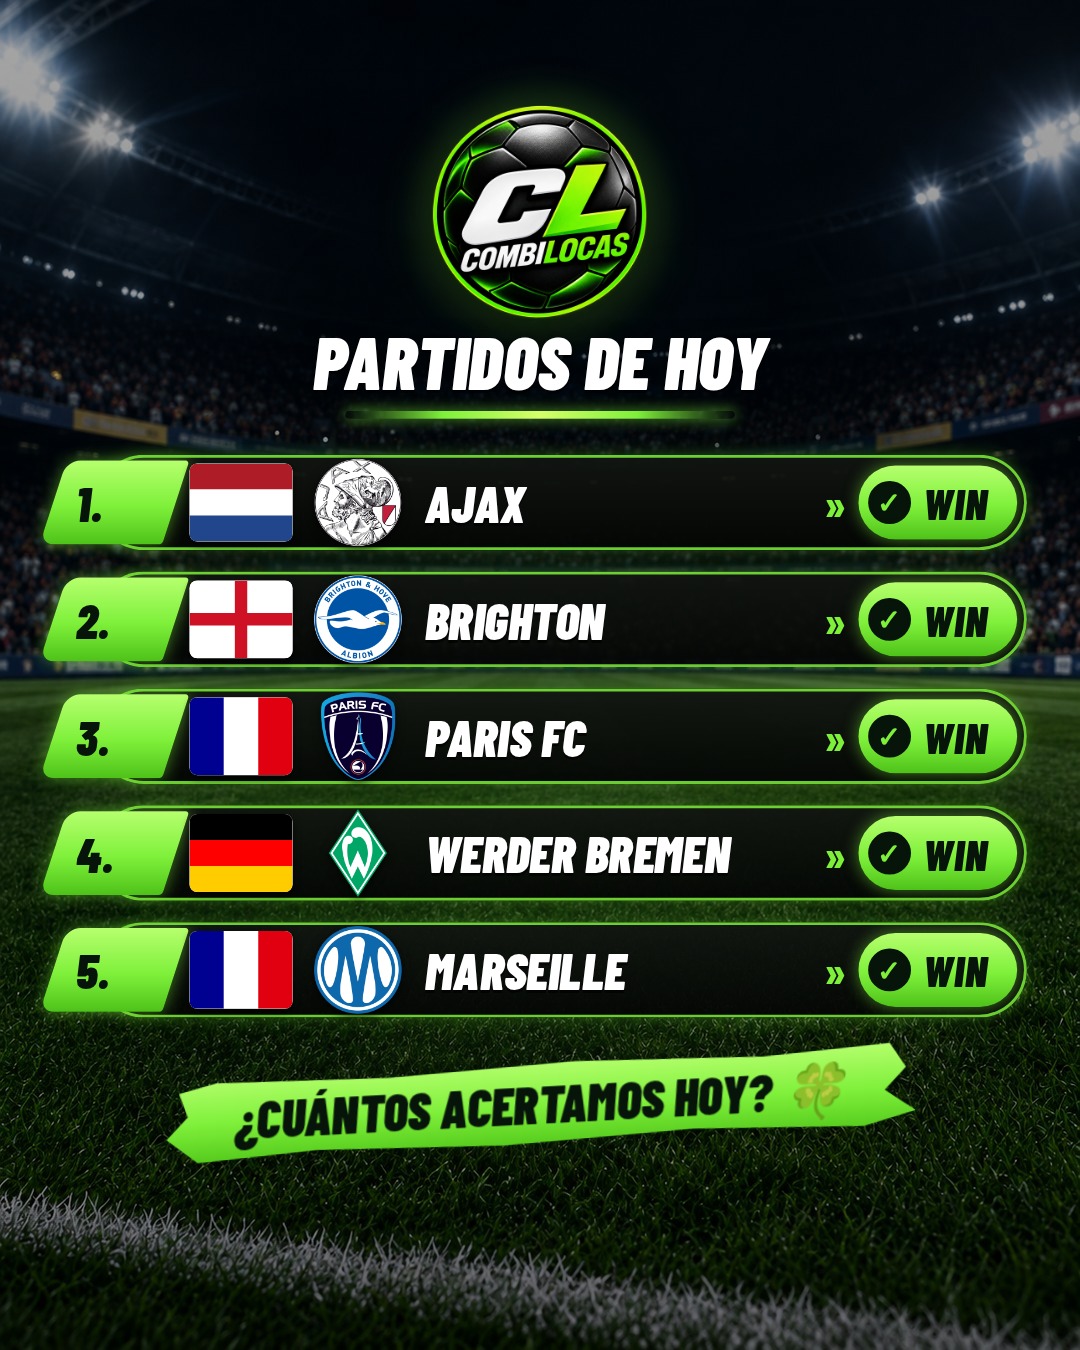 CL
COMBILOCAS
PARTIDOS DE HOY
1. AJAX » ✓ WIN
2. BRIGHTON & HOVE ALBION BRIGHTON » ✓ WIN
3. PARIS FC PARIS FC » ✓ WIN
4. W WERDER BREMEN » ✓ WIN
5. M MARSEILLE » ✓ WIN
¿CUÁNTOS ACERTAMOS HOY? 🍀